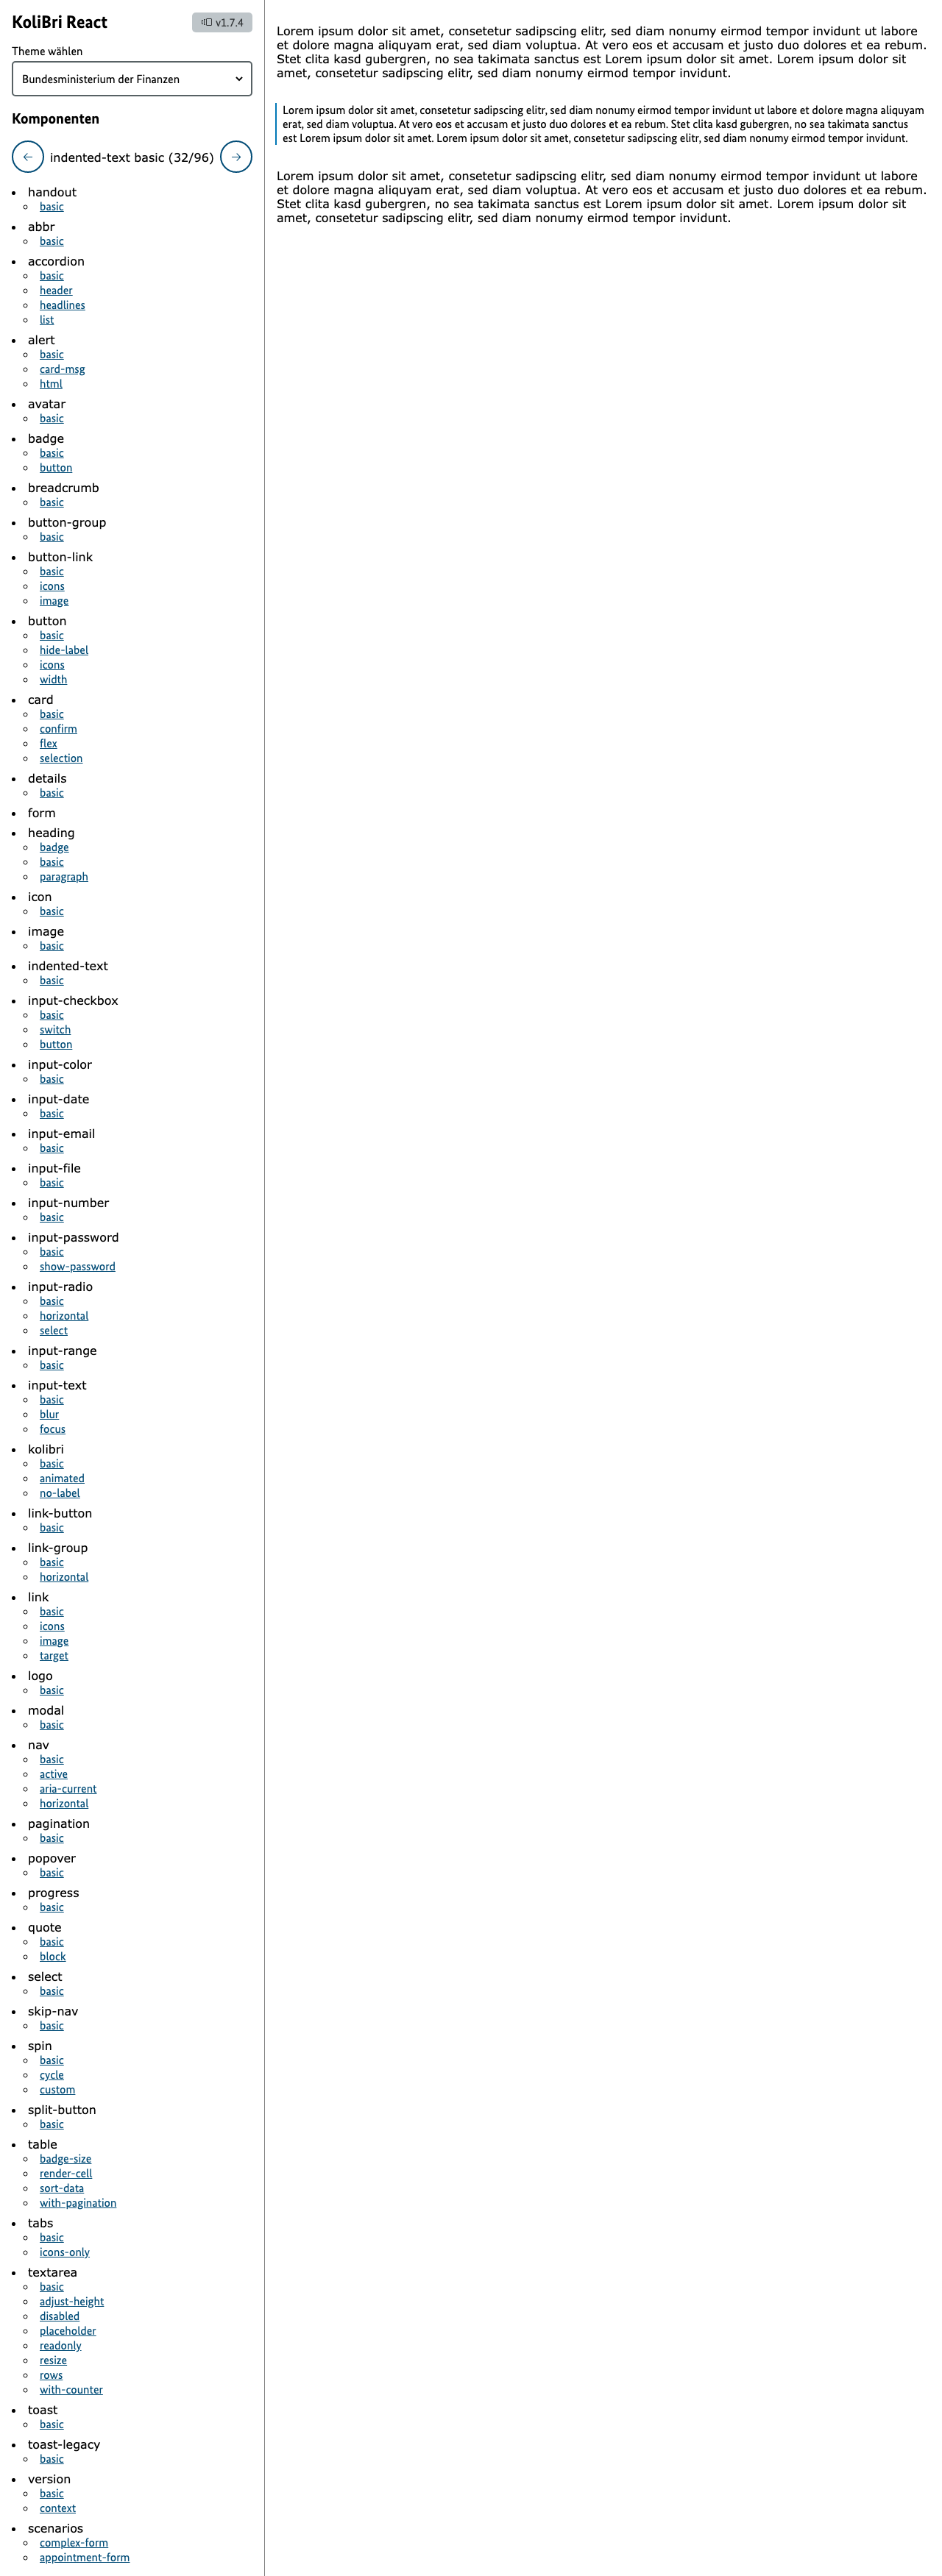 KoliBri React
v1.7.4
Theme wählen
Bundesministerium der Finanzen
Komponenten
indented-text basic (32/96)
handout
basic
abbr
basic
accordion
basic
header
headlines
list
alert
basic
card-msg
html
avatar
basic
badge
basic
button
breadcrumb
basic
button-group
basic
button-link
basic
icons
image
button
basic
hide-label
icons
width
card
basic
confirm
flex
selection
details
basic
form
heading
badge
basic
paragraph
icon
basic
image
basic
indented-text
basic
input-checkbox
basic
switch
button
input-color
basic
input-date
basic
input-email
basic
input-file
basic
input-number
basic
input-password
basic
show-password
input-radio
basic
horizontal
select
input-range
basic
input-text
basic
blur
focus
kolibri
basic
animated
no-label
link-button
basic
link-group
basic
horizontal
link
basic
icons
image
target
logo
basic
modal
basic
nav
basic
active
aria-current
horizontal
pagination
basic
popover
basic
progress
basic
quote
basic
block
select
basic
skip-nav
basic
spin
basic
cycle
custom
split-button
basic
table
badge-size
render-cell
sort-data
with-pagination
tabs
basic
icons-only
textarea
basic
adjust-height
disabled
placeholder
readonly
resize
rows
with-counter
toast
basic
toast-legacy
basic
version
basic
context
scenarios
complex-form
appointment-form
Lorem ipsum dolor sit amet, consetetur sadipscing elitr, sed diam nonumy eirmod tempor invidunt ut labore
et dolore magna aliquyam erat, sed diam voluptua. At vero eos et accusam et justo duo dolores et ea rebum.
Stet clita kasd gubergren, no sea takimata sanctus est Lorem ipsum dolor sit amet. Lorem ipsum dolor sit
amet, consetetur sadipscing elitr, sed diam nonumy eirmod tempor invidunt.
Lorem ipsum dolor sit amet, consetetur sadipscing elitr, sed diam nonumy eirmod tempor invidunt ut labore et dolore magna aliquyam
erat, sed diam voluptua. At vero eos et accusam et justo duo dolores et ea rebum. Stet clita kasd gubergren, no sea takimata sanctus
est Lorem ipsum dolor sit amet. Lorem ipsum dolor sit amet, consetetur sadipscing elitr, sed diam nonumy eirmod tempor invidunt.
Lorem ipsum dolor sit amet, consetetur sadipscing elitr, sed diam nonumy eirmod tempor invidunt ut labore
et dolore magna aliquyam erat, sed diam voluptua. At vero eos et accusam et justo duo dolores et ea rebum.
Stet clita kasd gubergren, no sea takimata sanctus est Lorem ipsum dolor sit amet. Lorem ipsum dolor sit
amet, consetetur sadipscing elitr, sed diam nonumy eirmod tempor invidunt.